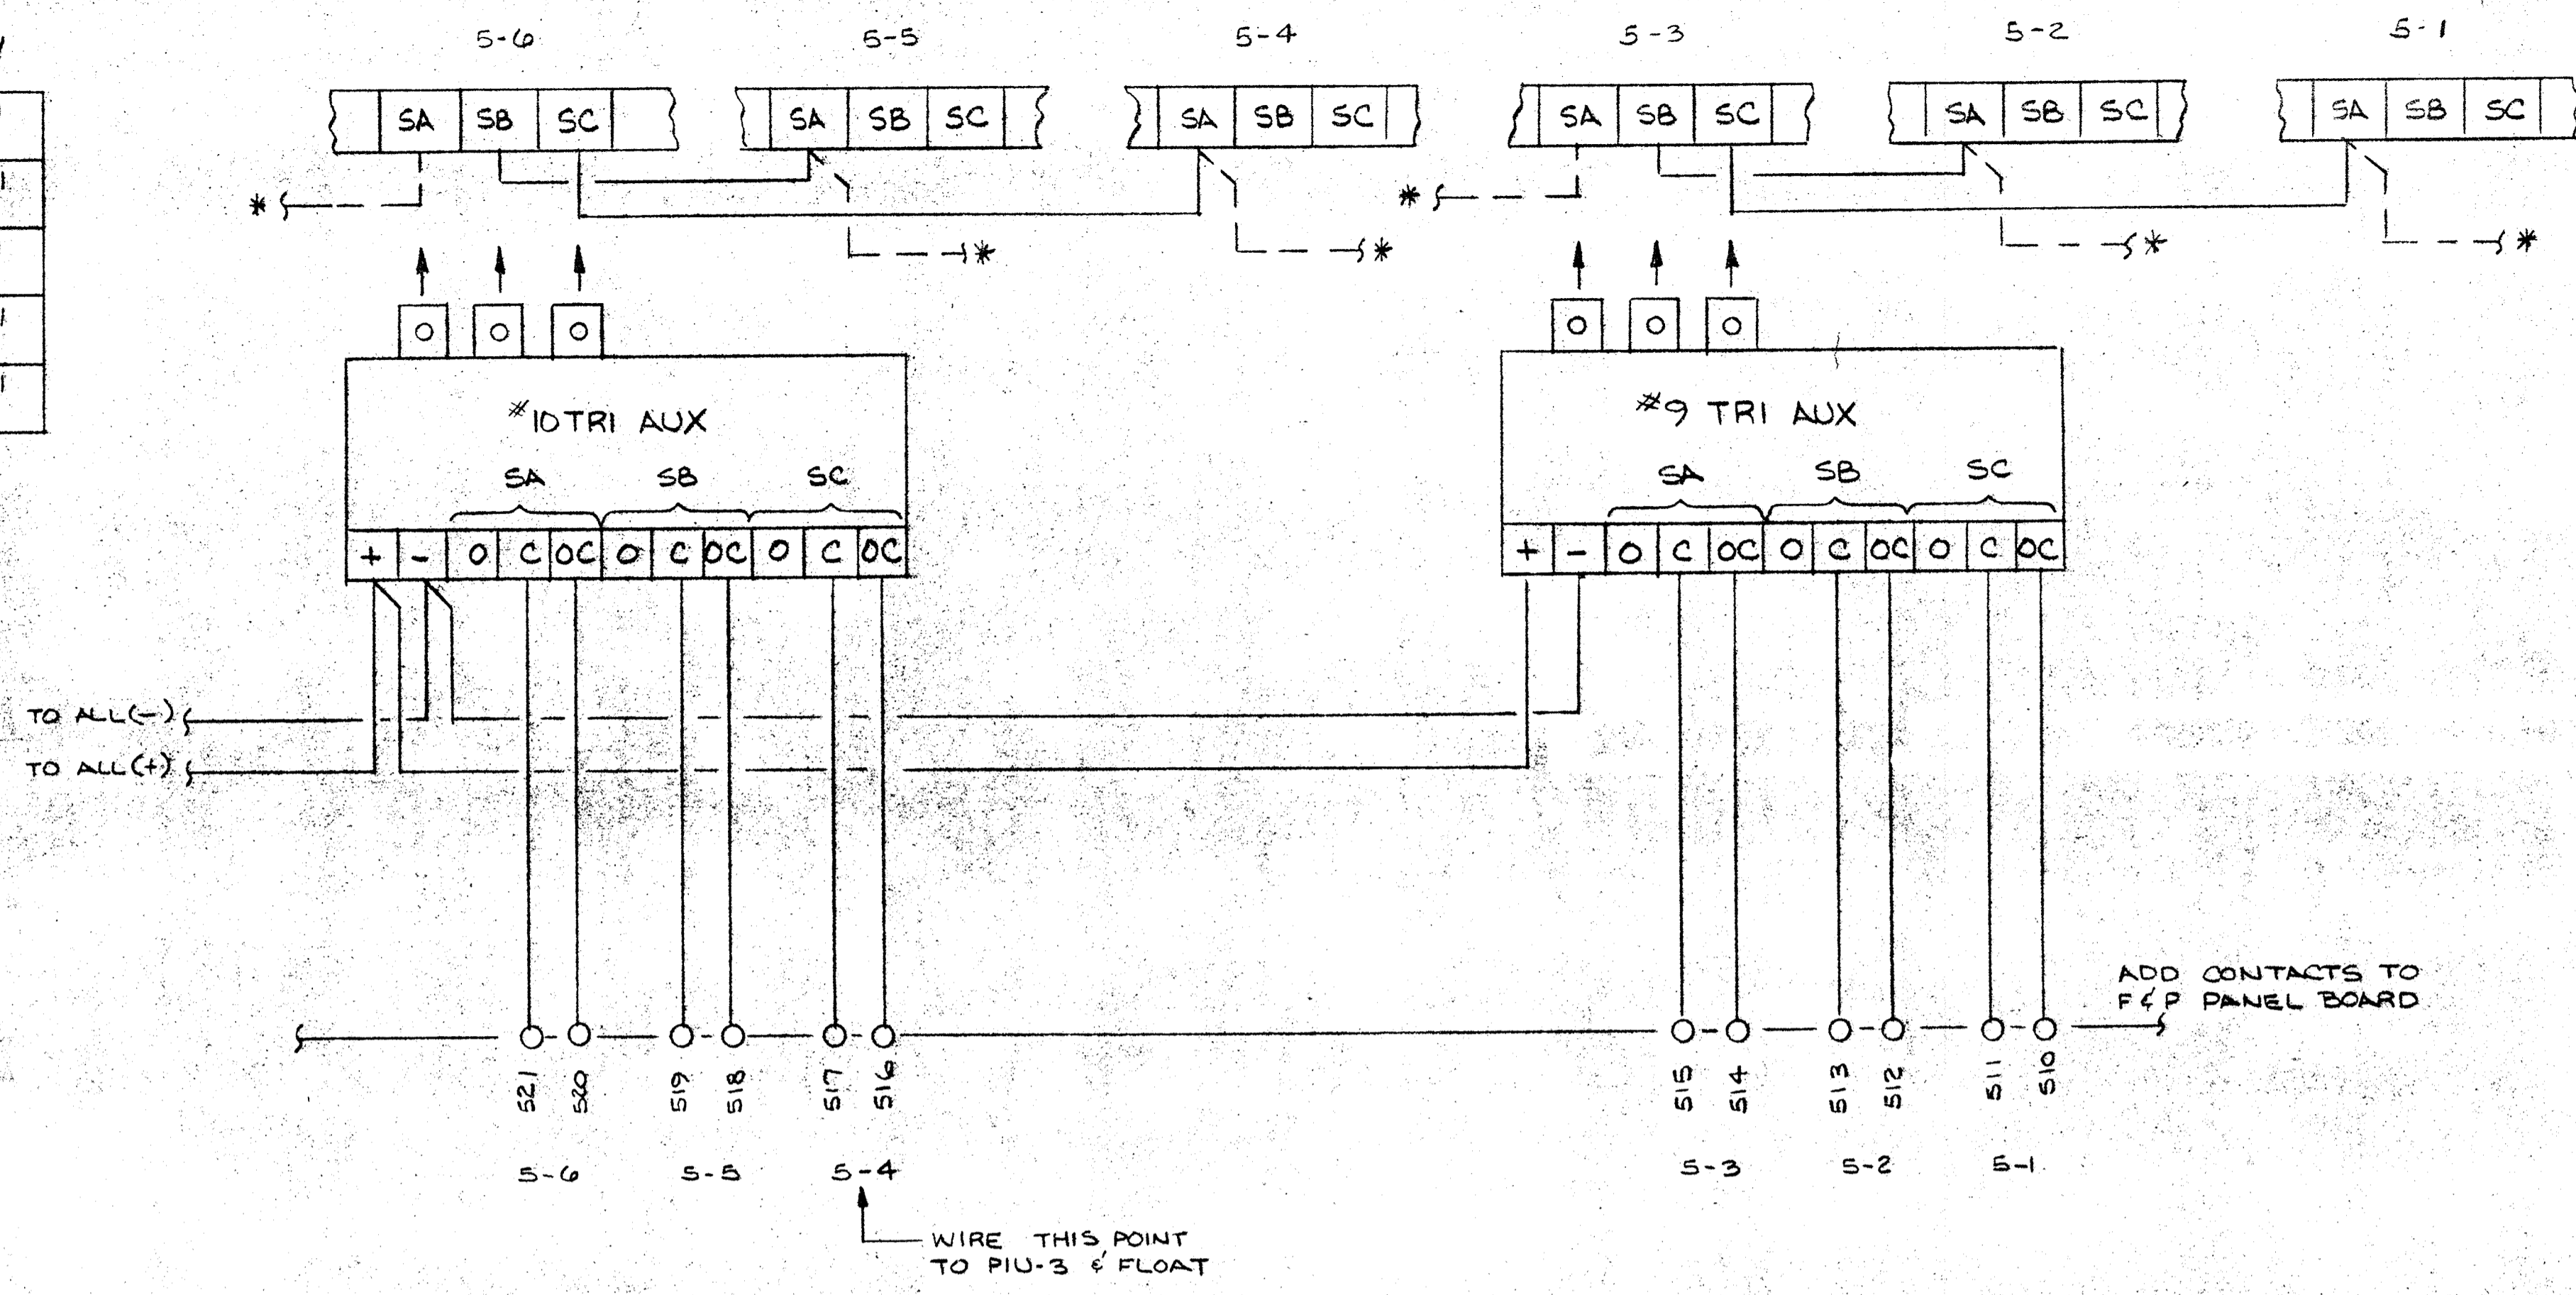 5-6 5-5 5-4 5-3 5-2 5-1
SA SB SC SA SB SC SA SB SC SA SB SC SA SB SC SA SB SC
* * * * * *
#10 TRI AUX
SA SB SC
+ - O C OC O C OC O C OC
#9 TRI AUX
SA SB SC
+ - O C OC O C OC O C OC
TO ALL (-)
TO ALL (+)
ADD CONTACTS TO
F & P PANEL BOARD
521 520 519 518 517 516
515 514 513 512 511 510
5-6 5-5 5-4
5-3 5-2 5-1
WIRE THIS POINT
TO PIU-3 & FLOAT